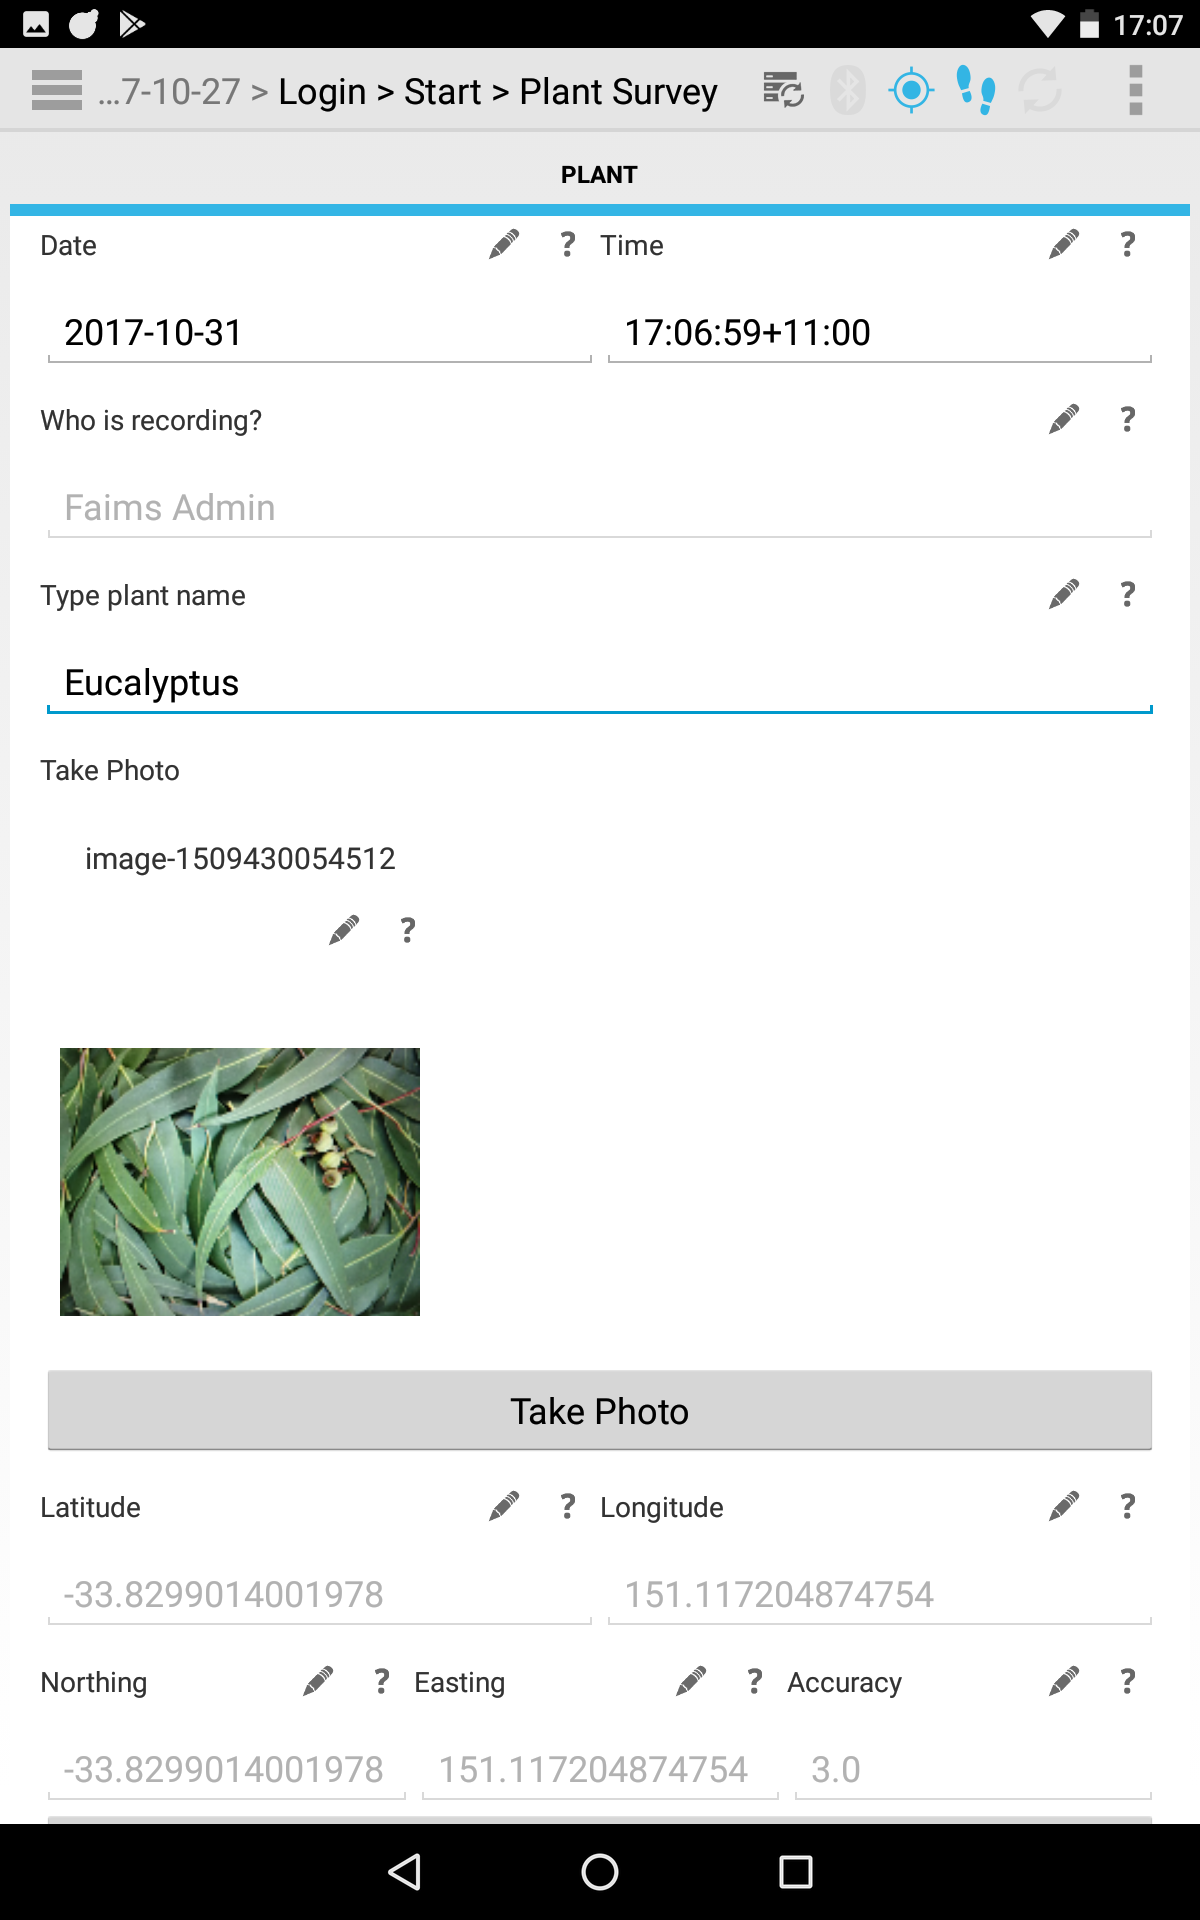 17:07
...7-10-27 > Login > Start > Plant Survey
PLANT
Date ? Time ?
2017-10-31 17:06:59+11:00
Who is recording? ?
Faims Admin
Type plant name ?
Eucalyptus
Take Photo
image-1509430054512
?
Take Photo
Latitude ? Longitude ?
-33.8299014001978 151.117204874754
Northing ? Easting ? Accuracy ?
-33.8299014001978 151.117204874754 3.0